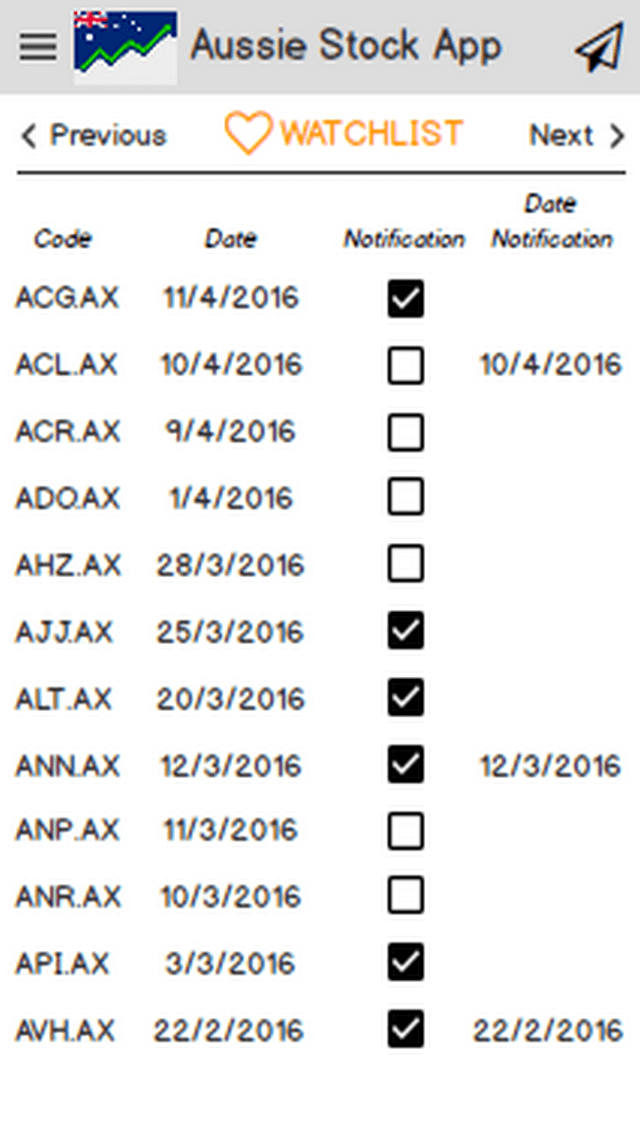 Aussie Stock App
Previous WATCHLIST Next
Code Date Notification Date Notification
ACG.AX 11/4/2016
ACL.AX 10/4/2016 10/4/2016
ACR.AX 9/4/2016
ADO.AX 1/4/2016
AHZ.AX 28/3/2016
AJJ.AX 25/3/2016
ALT.AX 20/3/2016
ANN.AX 12/3/2016 12/3/2016
ANP.AX 11/3/2016
ANR.AX 10/3/2016
API.AX 3/3/2016
AVH.AX 22/2/2016 22/2/2016